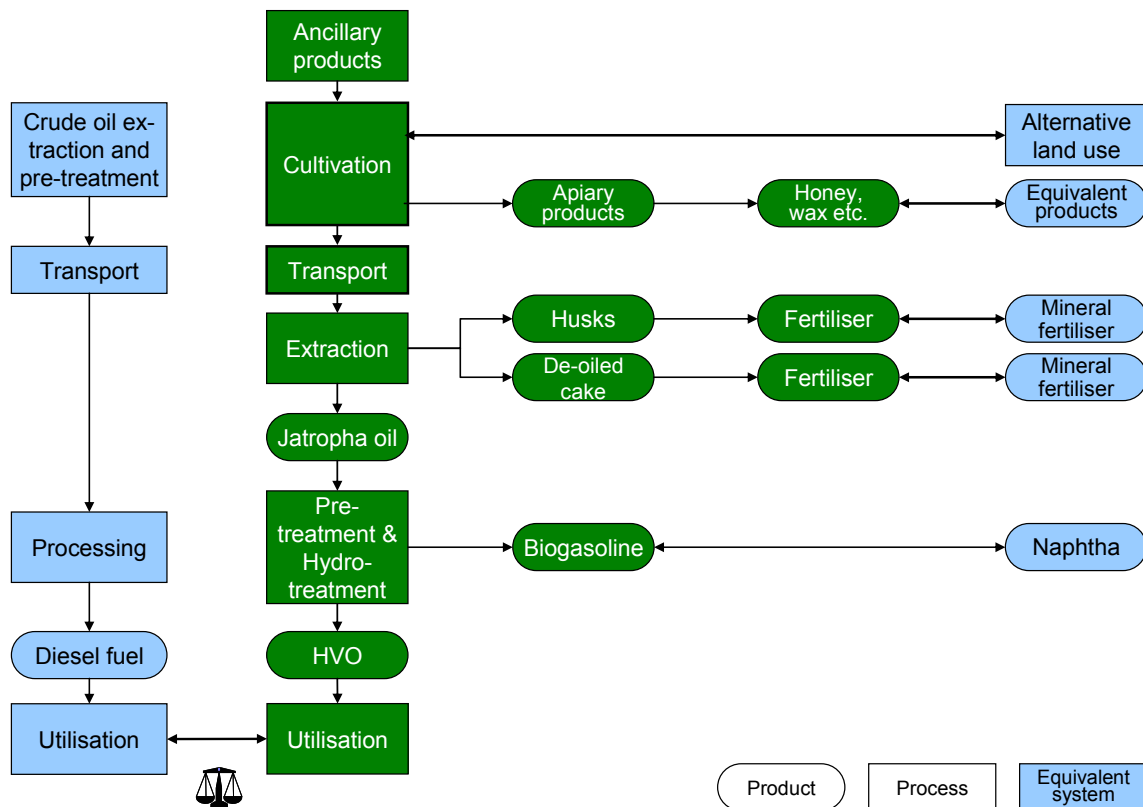 Ancillary
products
Crude oil ex-
traction and
pre-treatment
Cultivation
Alternative
land use
Apiary
products
Honey,
wax etc.
Equivalent
products
Transport
Transport
Extraction
Husks
Fertiliser
Mineral
fertiliser
De-oiled
cake
Fertiliser
Mineral
fertiliser
Jatropha oil
Processing
Pre-
treatment &
Hydro-
treatment
Biogasoline
Naphtha
Diesel fuel
HVO
Utilisation
Utilisation
Product
Process
Equivalent
system